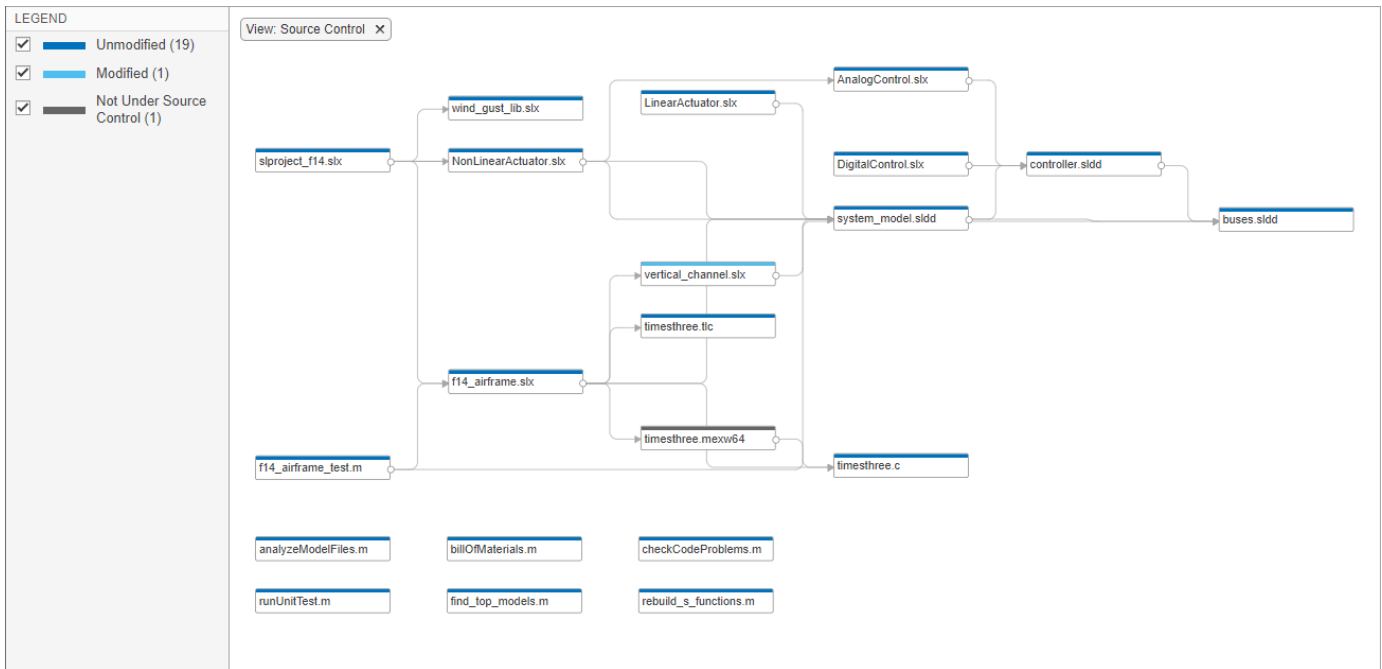 LEGEND
Unmodified (19)
Modified (1)
Not Under Source
Control (1)
View: Source Control ✕
AnalogControl.slx
LinearActuator.slx
wind_gust_lib.slx
slproject_f14.slx
NonLinearActuator.slx
DigitalControl.slx
controller.sldd
system_model.sldd
buses.sldd
vertical_channel.slx
timesthree.tlc
f14_airframe.slx
timesthree.mexw64
f14_airframe_test.m
timesthree.c
analyzeModelFiles.m
billOfMaterials.m
checkCodeProblems.m
runUnitTest.m
find_top_models.m
rebuild_s_functions.m